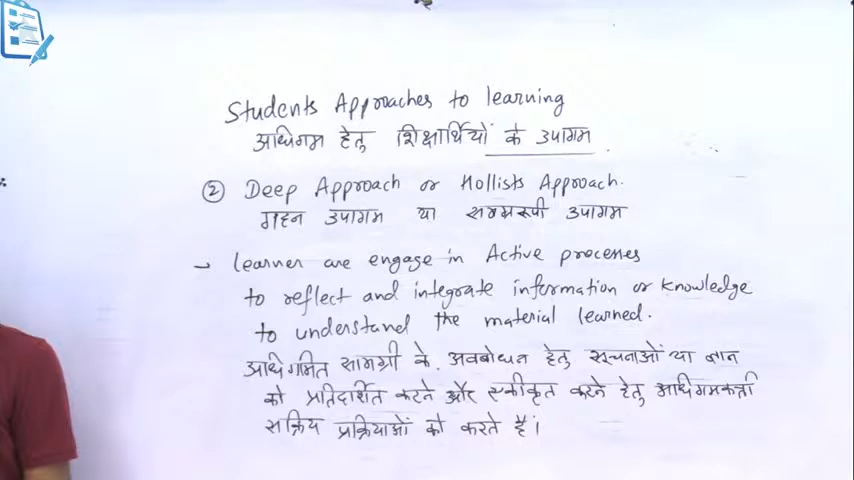 Students Approaches to learning
अधिगम हेतु शिक्षार्थियों के उपागम
② Deep Approach or Hollists Approach.
गहन उपागम या समग्ररूपी उपागम
→ learner are engage in Active processes
to reflect and integrate information or knowledge
to understand the material learned.
अधिगमित सामग्री के अवबोधन हेतु सूचनाओं या ज्ञान
को प्रतिदर्शित करने और एकीकृत करने हेतु अधिगमकर्त्ता
सक्रिय प्रक्रियाओं को करते हैं।